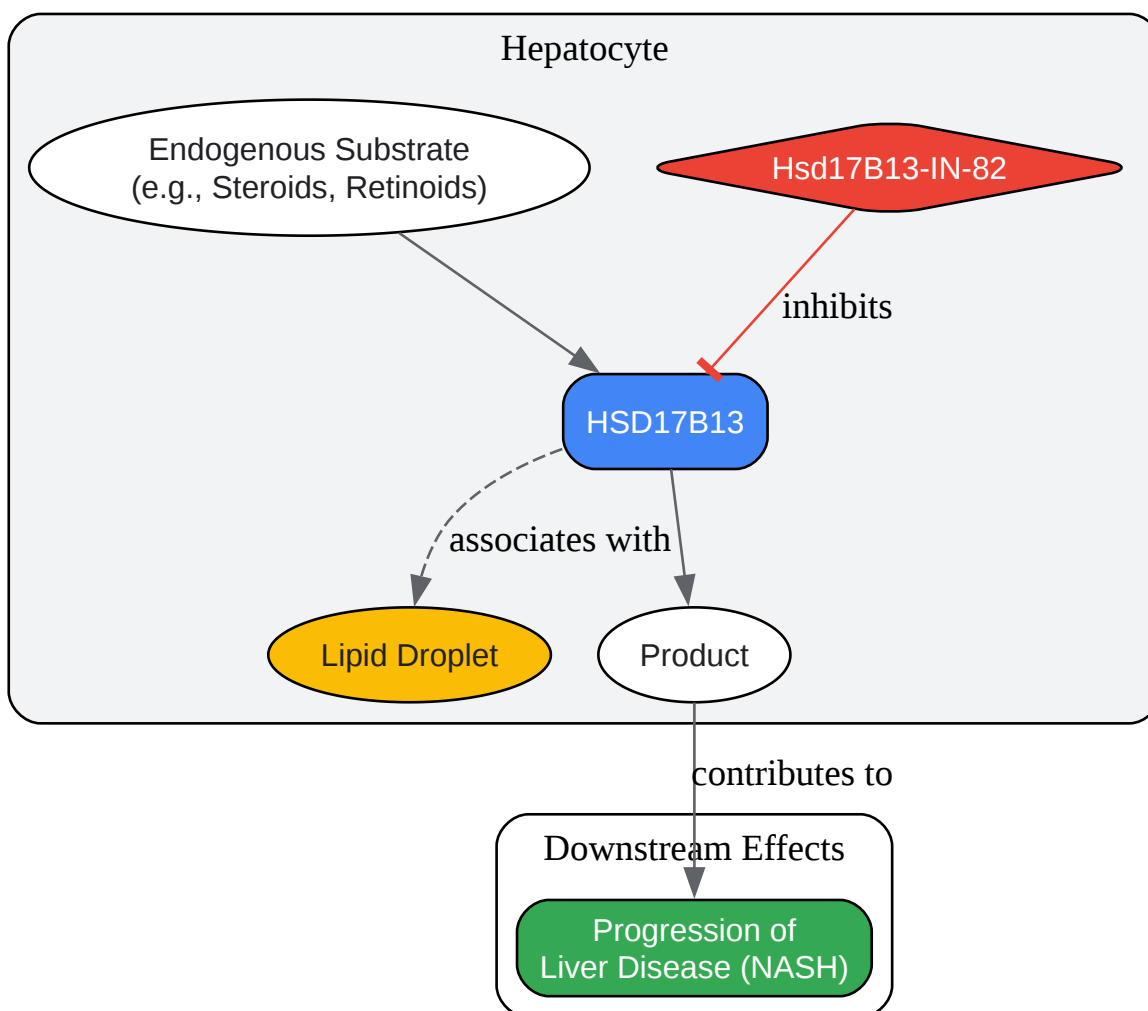 Hepatocyte
Endogenous Substrate
(e.g., Steroids, Retinoids)
Hsd17B13-IN-82
inhibits
HSD17B13
associates with
Lipid Droplet
Product
contributes to
Downstream Effects
Progression of
Liver Disease (NASH)